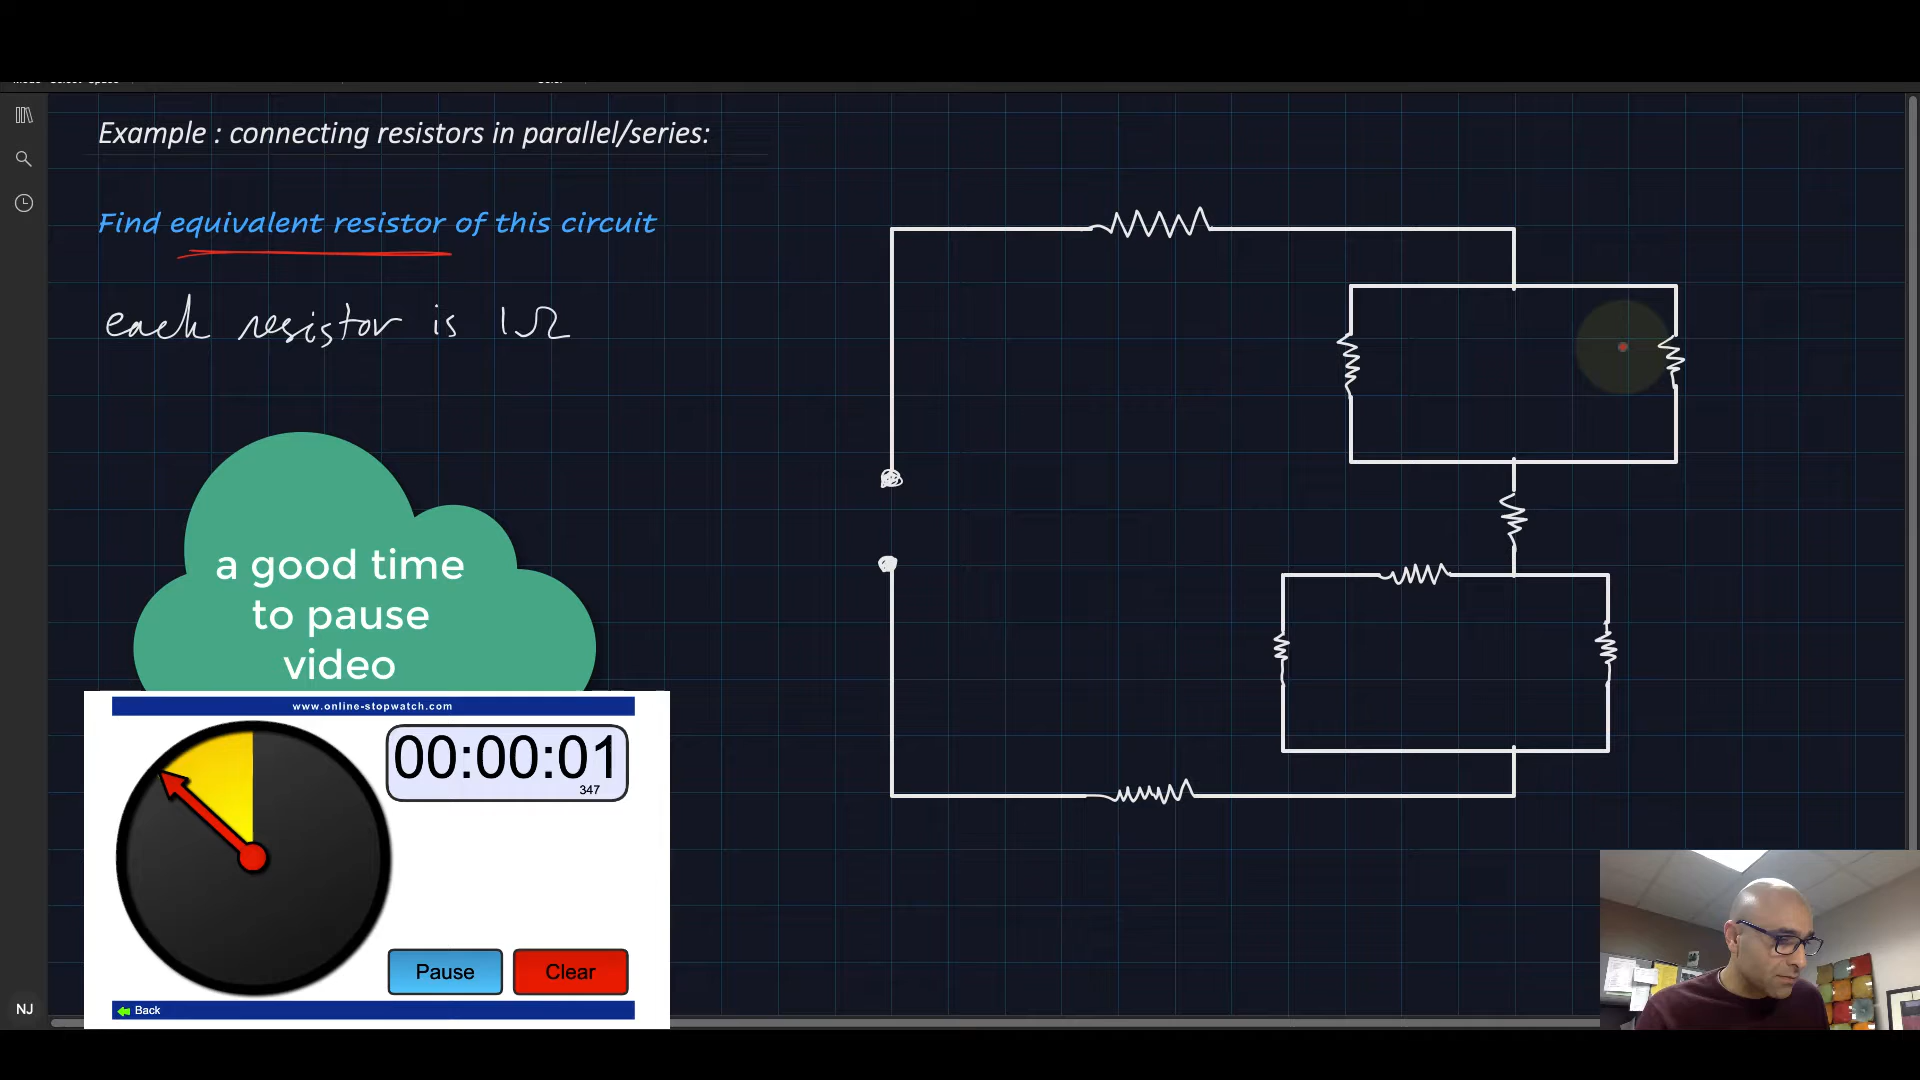 Example : connecting resistors in parallel/series:
Find equivalent resistor of this circuit
each resistor is 1Ω
a good time
to pause
video
www.online-stopwatch.com
00:00:01
347
Pause
Clear
Back
NJ